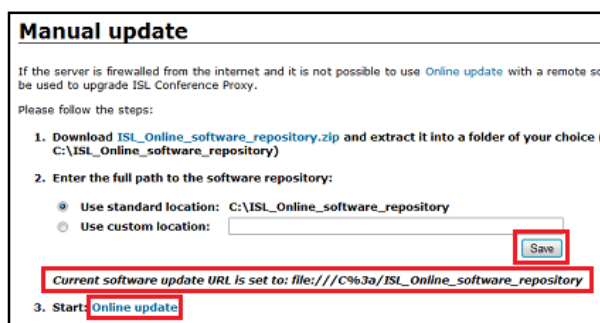 Manual update
If the server is firewalled from the internet and it is not possible to use Online update with a remote
be used to upgrade ISL Conference Proxy.
Please follow the steps:
1. Download ISL_Online_software_repository.zip and extract it into a folder of your choice
C:\ISL_Online_software_repository)
2. Enter the full path to the software repository:
Use standard location: C:\ISL_Online_software_repository
Use custom location:
Save
Current software update URL is set to: file:///C%3a/ISL_Online_software_repository
3. Start: Online update